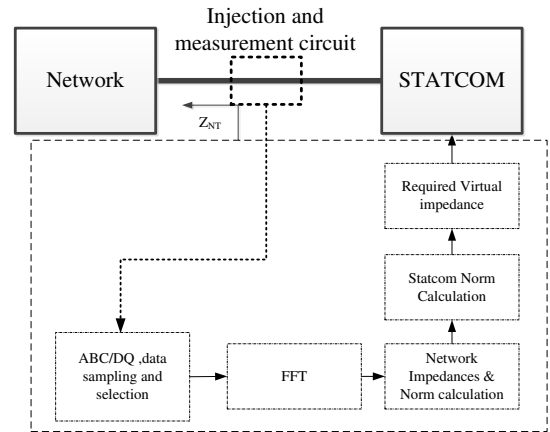 Injection and
measurement circuit
Network
STATCOM
Z_NT
Required Virtual
impedance
Statcom Norm
Calculation
ABC/DQ ,data
sampling and
selection
FFT
Network
Impedances &
Norm calculation